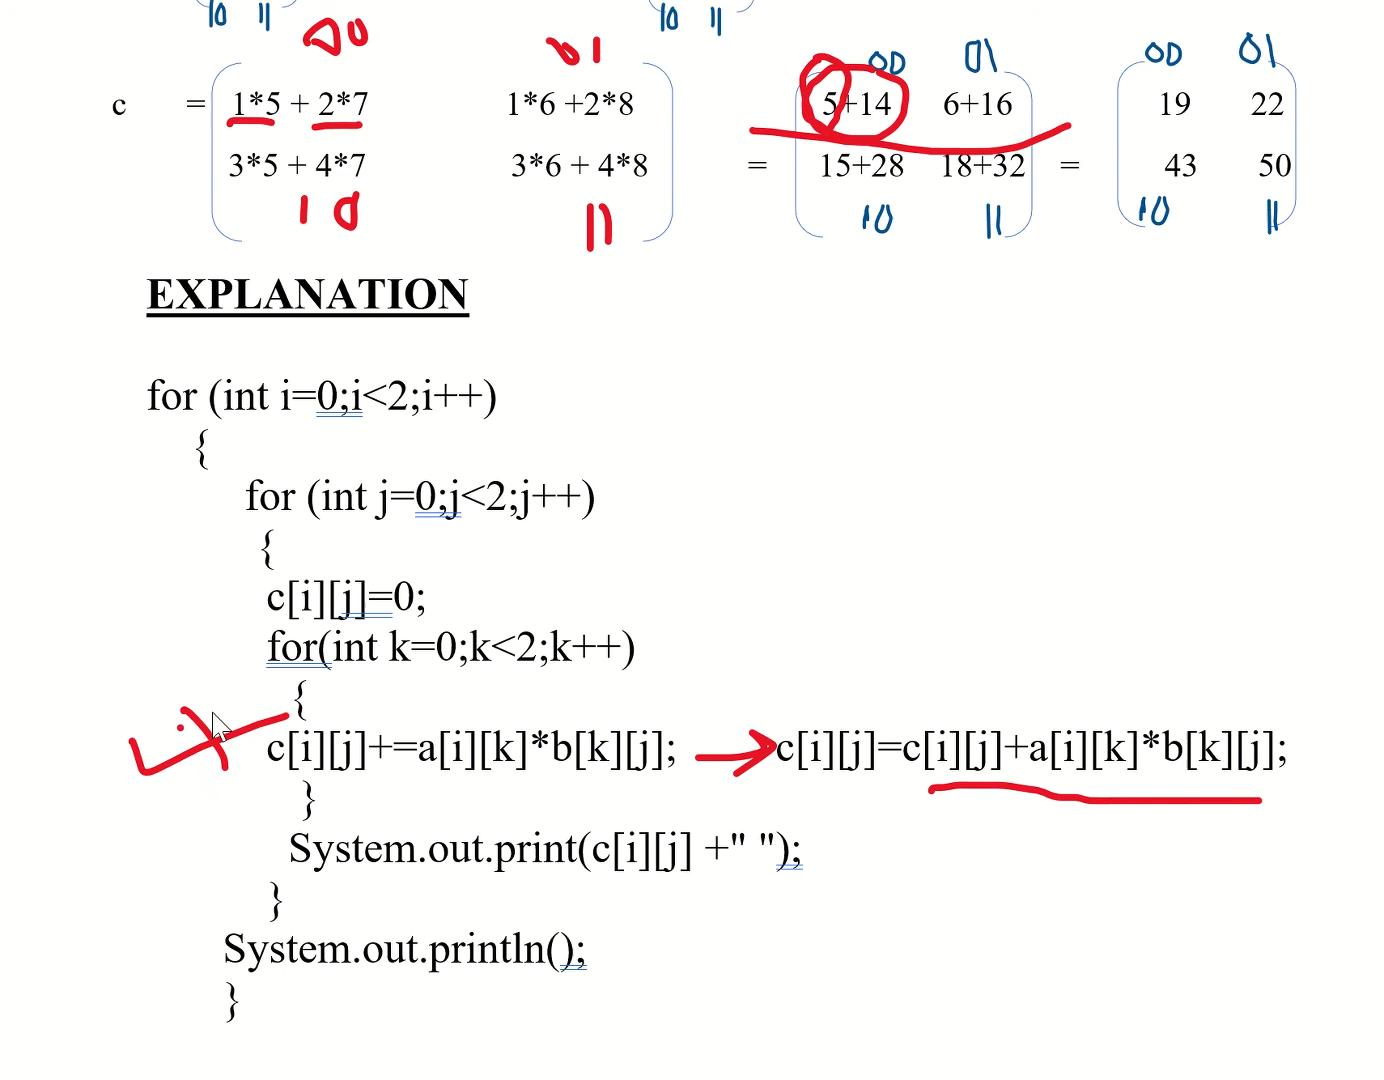 10 11 10 11
00 01 00 01 00 01
c = 1*5 + 2*7 1*6 +2*8 5+14 6+16 19 22
3*5 + 4*7 3*6 + 4*8 = 15+28 18+32 = 43 50
10 11 10 11 10 11
EXPLANATION
for (int i=0;i<2;i++)
{
for (int j=0;j<2;j++)
{
c[i][j]=0;
for(int k=0;k<2;k++)
{
c[i][j]+=a[i][k]*b[k][j]; c[i][j]=c[i][j]+a[i][k]*b[k][j];
}
System.out.print(c[i][j] +" ");
}
System.out.println();
}